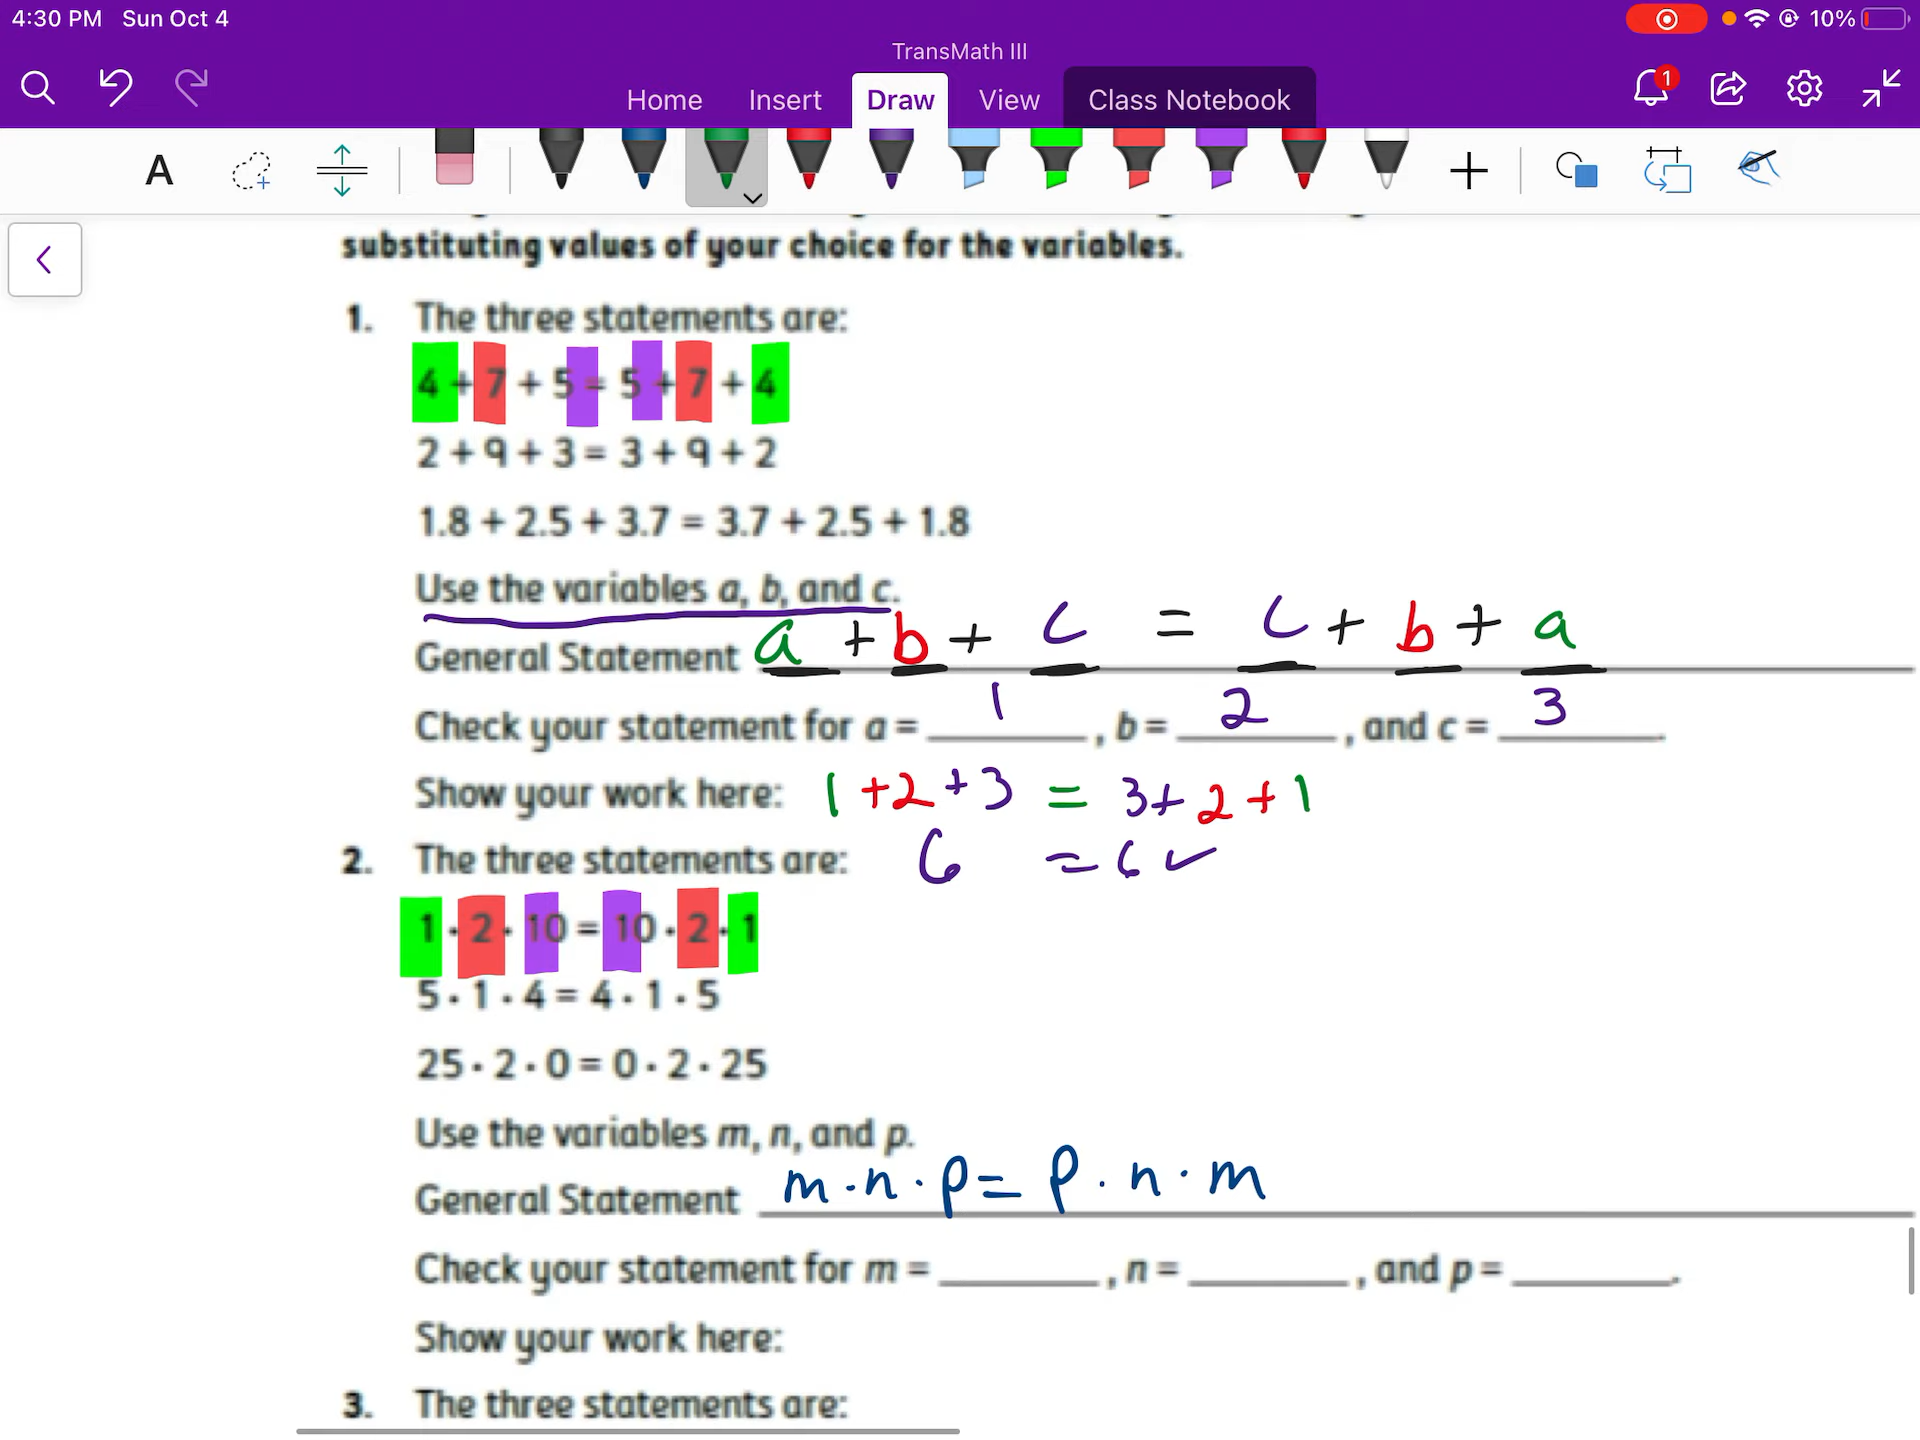 4:30 PM Sun Oct 4
10%
TransMath III
Home Insert Draw View Class Notebook
1
A
substituting values of your choice for the variables.
1. The three statements are:
4 + 7 + 5 = 5 + 7 + 4
2 + 9 + 3 = 3 + 9 + 2
1.8 + 2.5 + 3.7 = 3.7 + 2.5 + 1.8
Use the variables a, b, and c.
General Statement a + b + c = c + b + a
Check your statement for a = 1, b = 2, and c = 3.
Show your work here: 1 + 2 + 3 = 3 + 2 + 1
6 = 6 ✓
2. The three statements are:
1 · 2 · 10 = 10 · 2 · 1
5 · 1 · 4 = 4 · 1 · 5
25 · 2 · 0 = 0 · 2 · 25
Use the variables m, n, and p.
General Statement m · n · p = p · n · m
Check your statement for m = ______, n = ______, and p = ______.
Show your work here:
3. The three statements are: